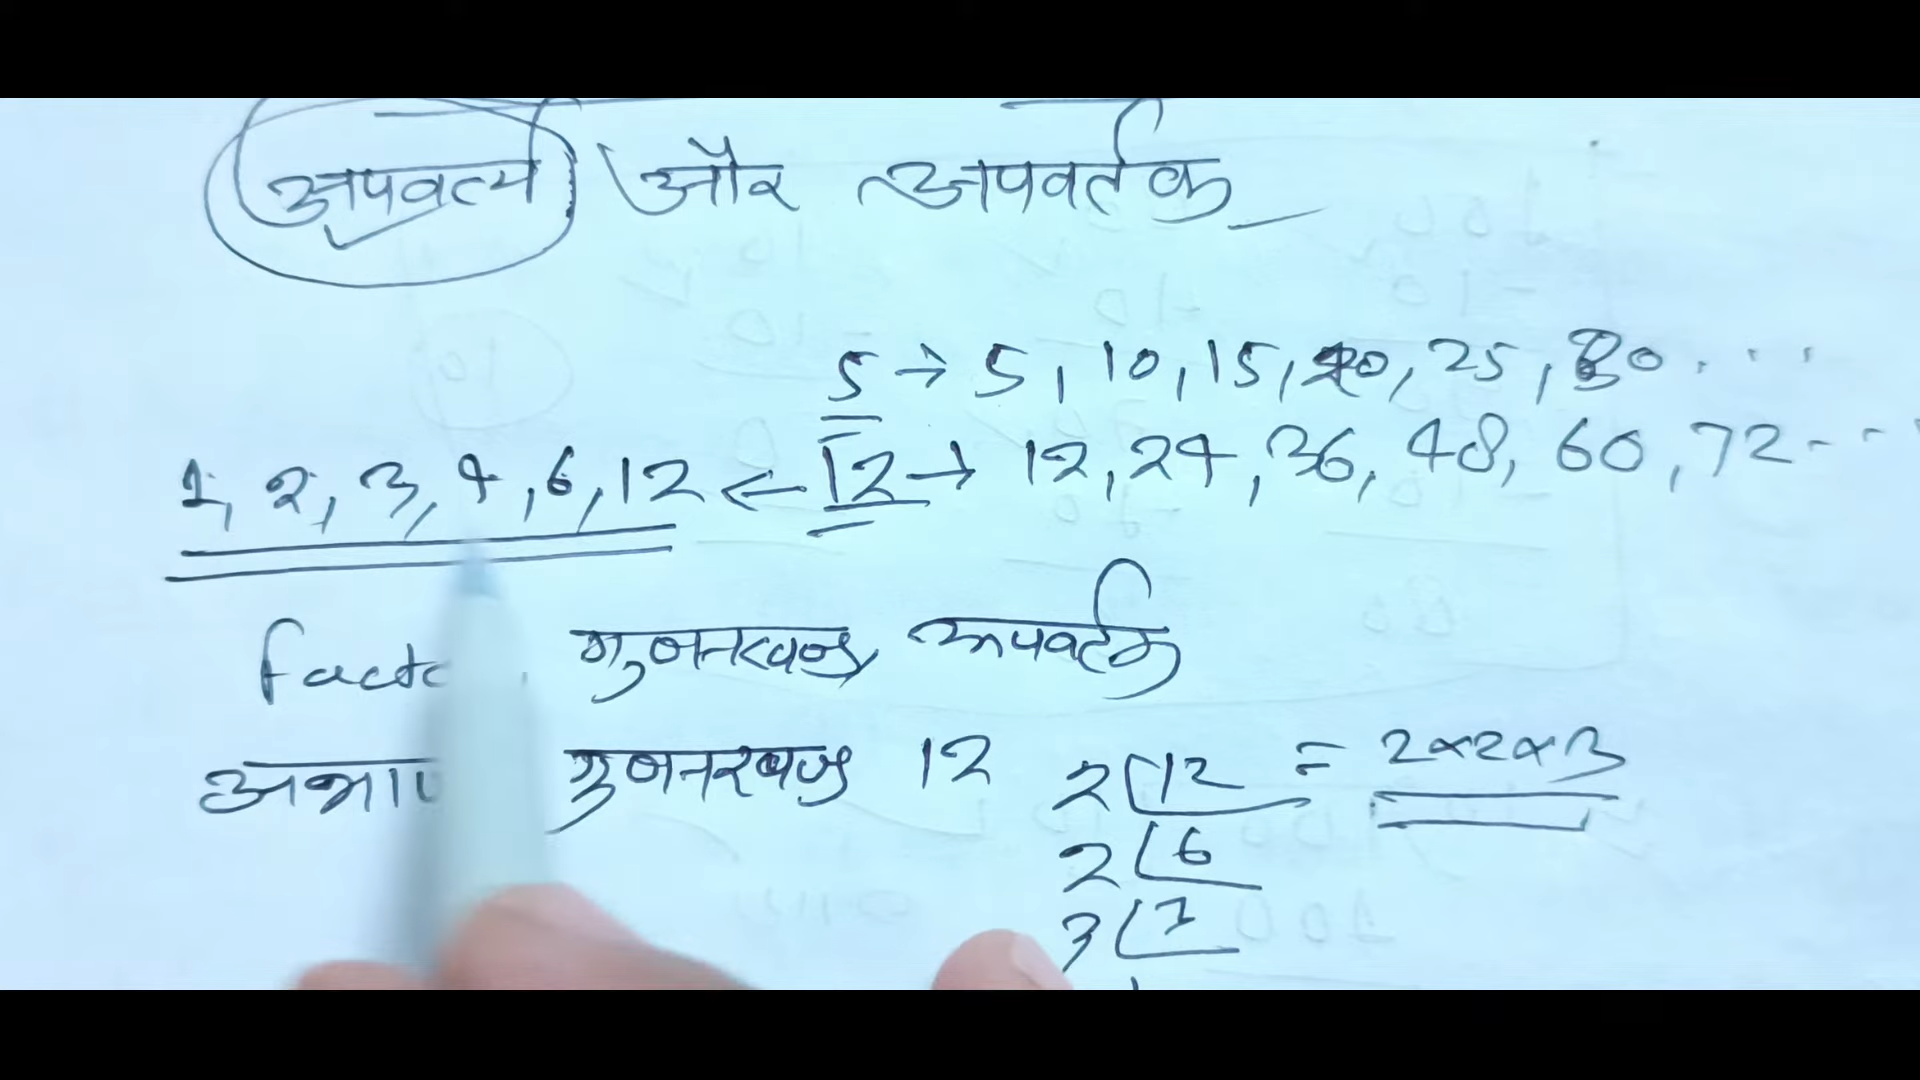 अपवर्त्य और अपवर्तक
5 → 5, 10, 15, 20, 25, 30 . . . .
1, 2, 3, 4, 6, 12 ← 12 → 12, 24, 36, 48, 60, 72 - - -
गुणनखण्ड, अपवर्तक
गुणनखण्ड 12 2 12 = 2×2×3
2 6
3